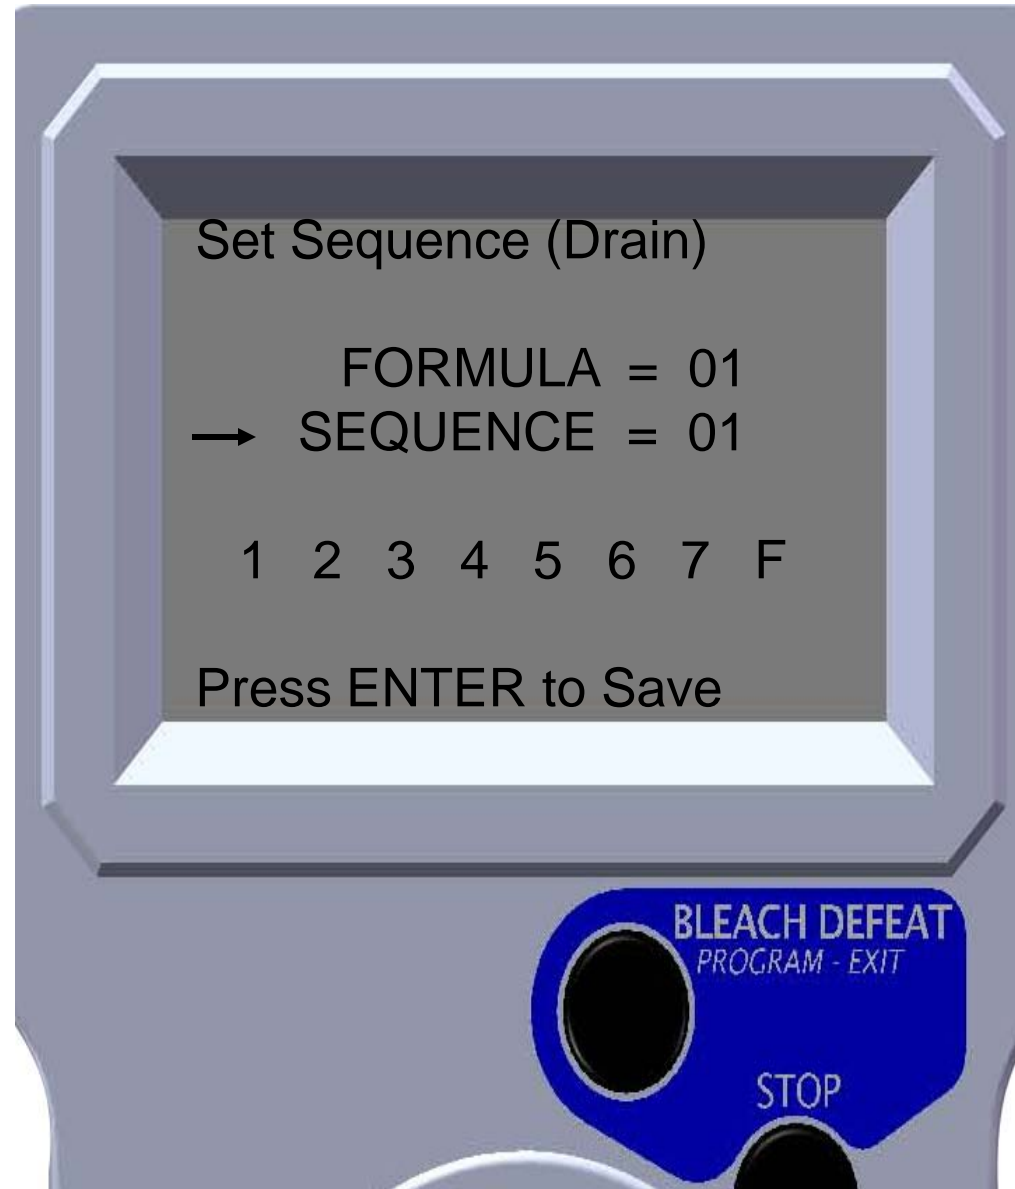 Set Sequence (Drain)
FORMULA = 01
→ SEQUENCE = 01
1 2 3 4 5 6 7 F
Press ENTER to Save
BLEACH DEFEAT
PROGRAM - EXIT
STOP